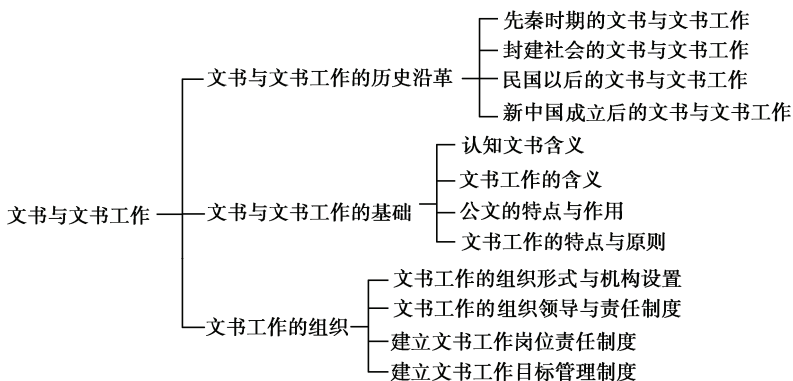 文书与文书工作
文书与文书工作的历史沿革
先秦时期的文书与文书工作
封建社会的文书与文书工作
民国以后的文书与文书工作
新中国成立后的文书与文书工作
文书与文书工作的基础
认知文书含义
文书工作的含义
公文的特点与作用
文书工作的特点与原则
文书工作的组织
文书工作的组织形式与机构设置
文书工作的组织领导与责任制度
建立文书工作岗位责任制度
建立文书工作目标管理制度